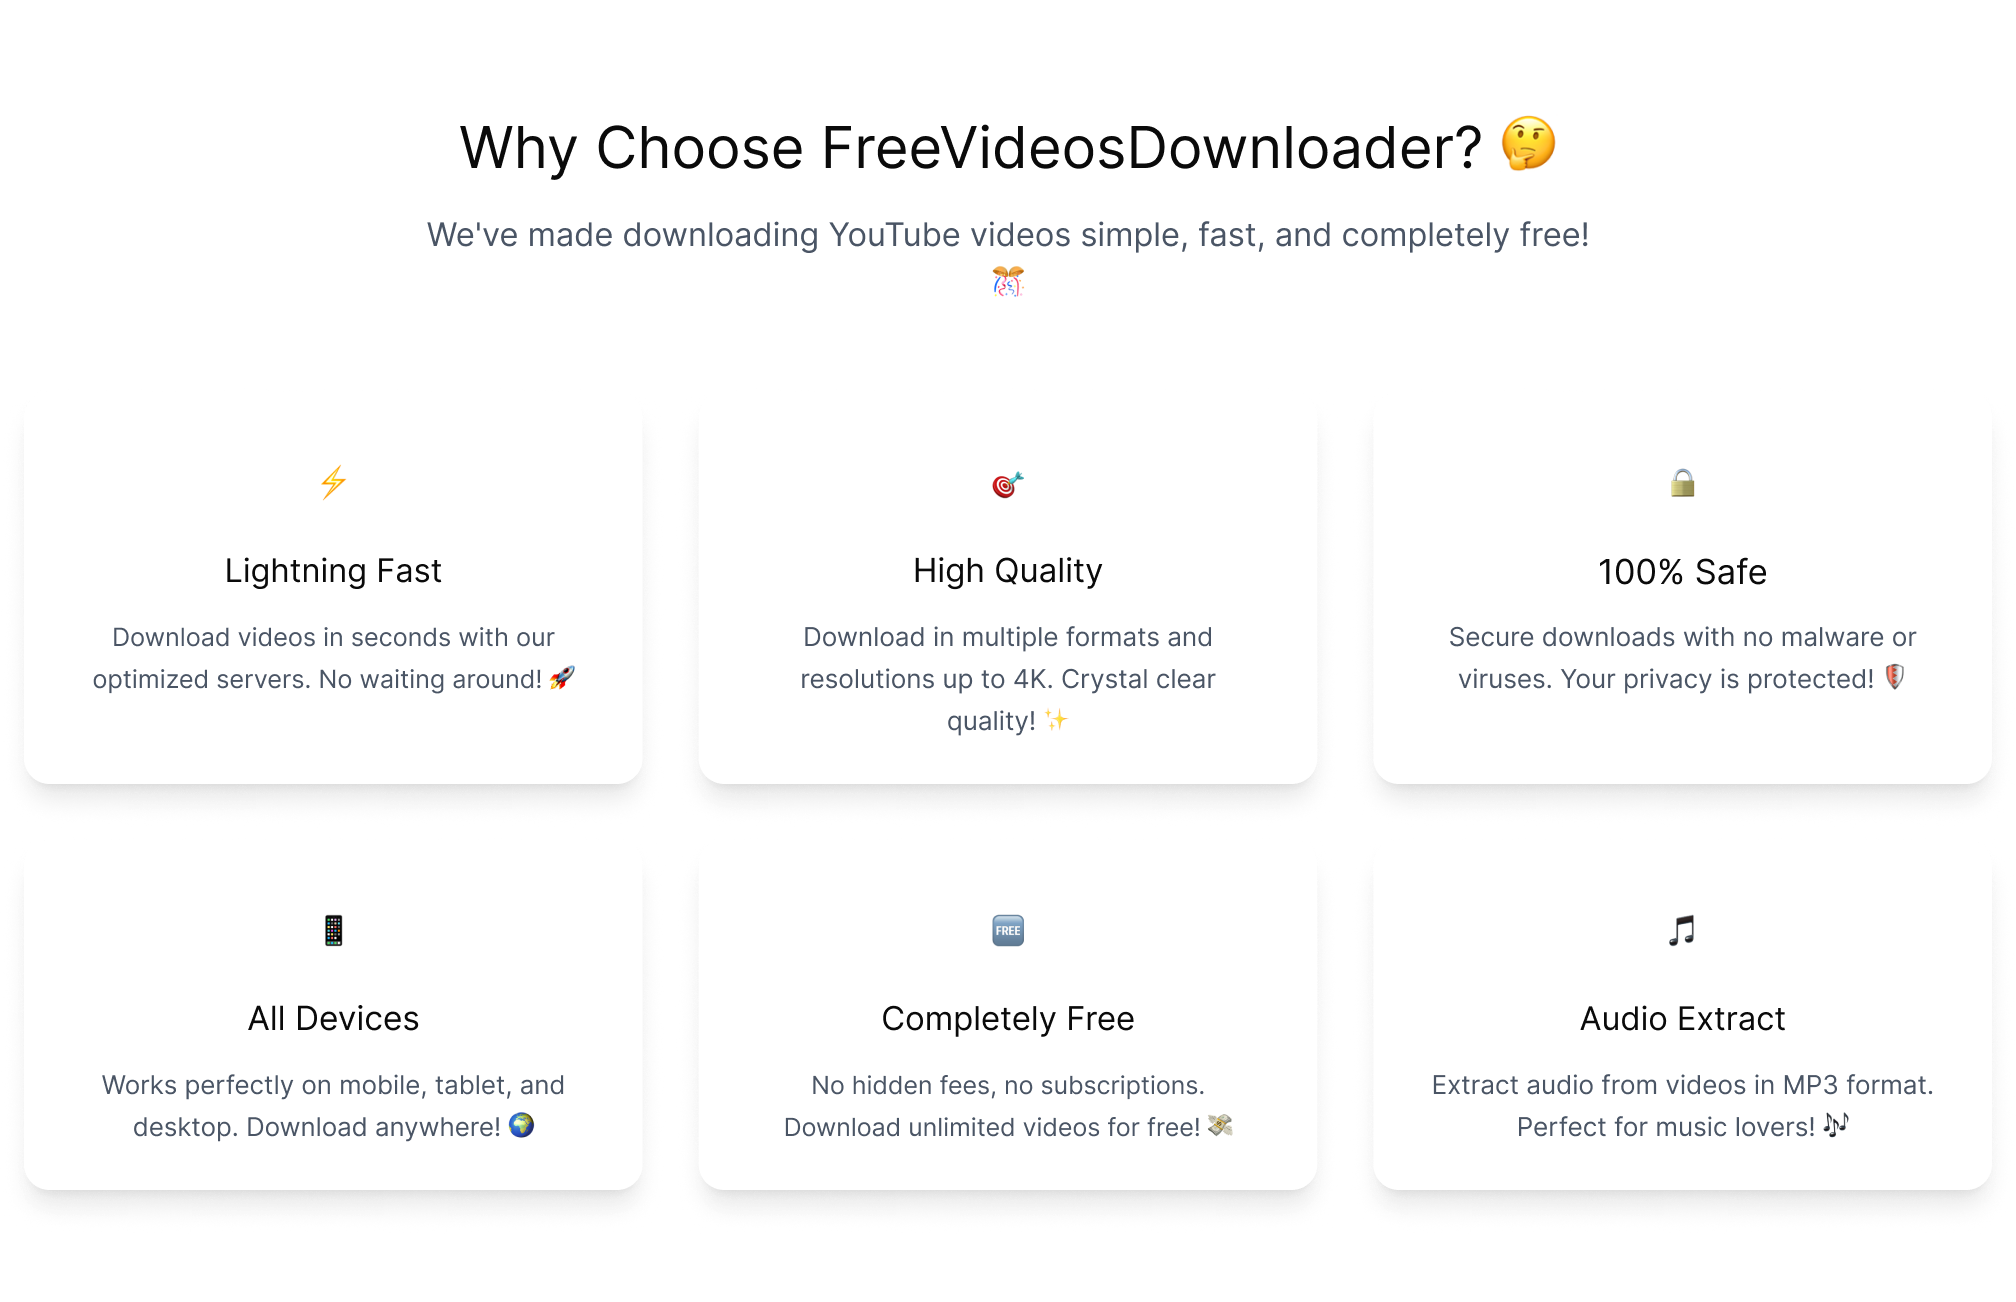 Why Choose FreeVideosDownloader? 🤔
We've made downloading YouTube videos simple, fast, and completely free!
🎊
⚡
Lightning Fast
Download videos in seconds with our
optimized servers. No waiting around! 🚀
🎯
High Quality
Download in multiple formats and
resolutions up to 4K. Crystal clear
quality! ✨
🔒
100% Safe
Secure downloads with no malware or
viruses. Your privacy is protected! 🛡️
📱
All Devices
Works perfectly on mobile, tablet, and
desktop. Download anywhere! 🌍
🆓
Completely Free
No hidden fees, no subscriptions.
Download unlimited videos for free! 💸
🎵
Audio Extract
Extract audio from videos in MP3 format.
Perfect for music lovers! 🎶